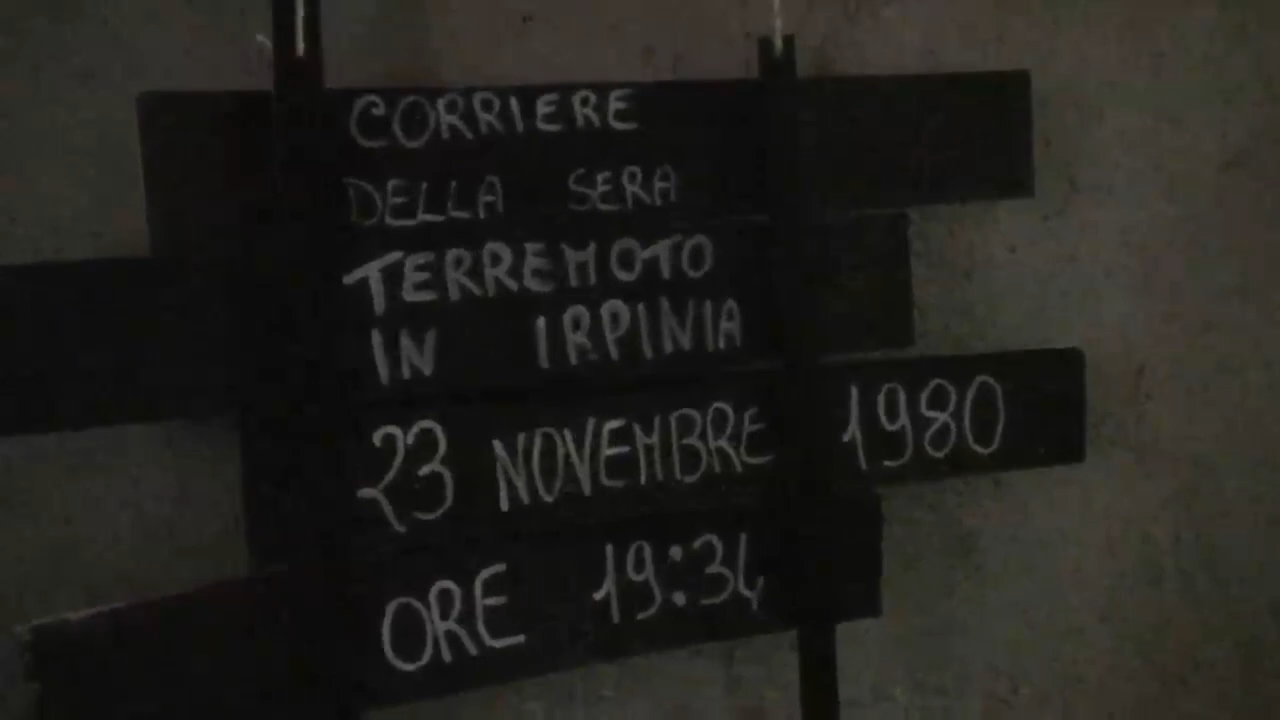 CORRIERE
DELLA SERA
TERREMOTO
IN IRPINIA
23 NOVEMBRE 1980
ORE 19:34